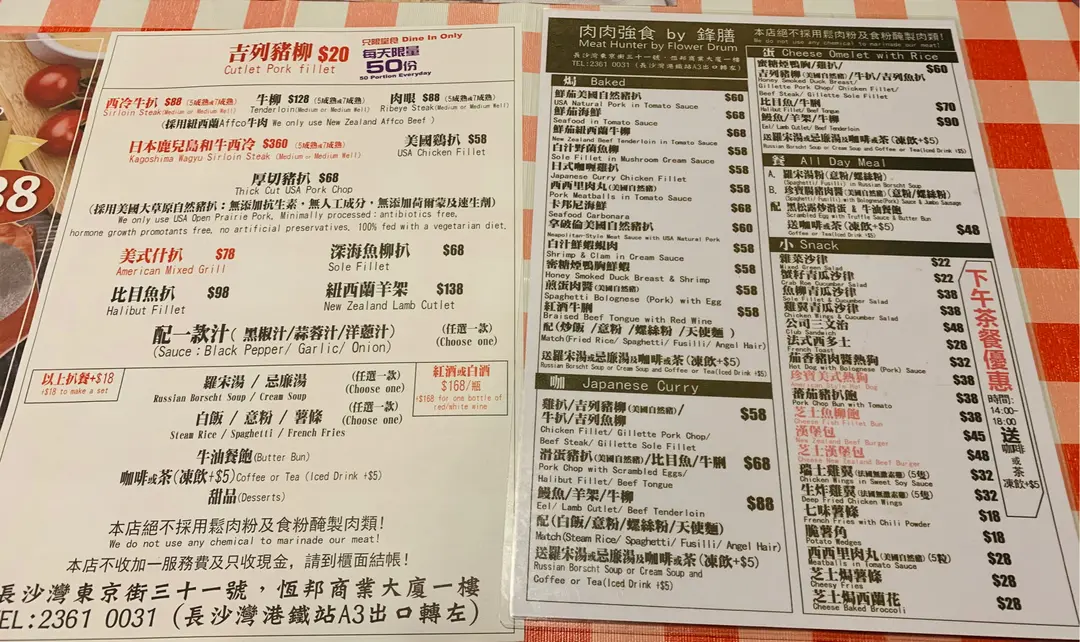 88
吉列豬柳 $20
Cutlet Pork fillet
只限堂食 Dine In Only
每天限量
50份
50 Portion Everyday
西冷牛扒 $88 (5成熟或7成熟)
Sirloin Steak (Medium or Medium Well)
牛柳 $128 (5成熟或7成熟)
Tenderloin (Medium or Medium Well)
肉眼 $88 (5成熟或7成熟)
Ribeye Steak (Medium or Medium Well)
(採用紐西蘭Affco牛肉 We only use New Zealand Affco Beef )
日本鹿兒島和牛西冷 $360 (5成熟或7成熟)
Kagoshima Wagyu Sirloin Steak (Medium or Medium Well)
美國鷄扒 $58
USA Chicken Fillet
厚切豬扒 $68
Thick Cut USA Pork Chop
(採用美國大草原自然豬扒:無添加抗生素,無人工成分,無添加荷爾蒙及速生劑)
We only use USA Open Prairie Pork, Minimally processed: antibiotics free,
hormone growth promotants free, no artificial preservatives, 100% fed with a vegetarian diet.
美式什扒 $78
American Mixed Grill
深海魚柳扒 $68
Sole Fillet
比目魚扒 $98
Halibut Fillet
紐西蘭羊架 $138
New Zealand Lamb Cutlet
配一款汁( 黑椒汁/蒜蓉汁/洋蔥汁) (任選一款)
(Sauce:Black Pepper/ Garlic/ Onion) (Choose one)
以上扒餐+$18
+$18 to make a set
羅宋湯 / 忌廉湯 (任選一款)
Russian Borscht Soup / Cream Soup (Choose one)
白飯 / 意粉 / 薯條 (任選一款)
Steam Rice / Spaghetti / French Fries (Choose one)
紅酒或白酒
$168/瓶
+$168 for one bottle of
red/white wine
牛油餐飽(Butter Bun)
咖啡或茶(凍飲+$5)Coffee or Tea (Iced Drink +$5)
甜品(Desserts)
本店絕不採用鬆肉粉及食粉醃製肉類!
We do not use any chemical to marinade our meat!
本店不收加一服務費及只收現金, 請到櫃面結帳!
長沙灣東京街三十一號,恆邦商業大廈一樓
TEL:2361 0031 (長沙灣港鐵站A3出口轉左)
肉肉強食 by 鋒膳
Meat Hunter by Flower Drum
長沙灣東京街三十一號,恆邦商業大廈一樓
TEL:2361 0031 (長沙灣港鐵站A3出口轉左)
焗 Baked
鮮茄美國自然豬扒 $60
USA Natural Pork in Tomato Sauce
鮮茄海鮮 $68
Seafood in Tomato Sauce
鮮茄紐西蘭牛柳 $68
New Zealand Beef Tenderloin in Tomato Sauce
白汁野菌魚柳 $58
Sole Fillet in Mushroom Cream Sauce
日式咖喱雞扒 $58
Japanese Curry Chicken Fillet
西西里肉丸(美國自然豬) $58
Pork Meatballs in Tomato Sauce
卡邦尼海鮮 $68
Seafood Carbonara
拿破倫美國自然豬扒 $60
Neapolitan-Style Meat Sauce with USA Natural Pork
白汁鮮蝦蜆肉 $58
Shrimp & Clam in Cream Sauce
蜜糖煙鴨胸鮮蝦 $58
Honey Smoked Duck Breast & Shrimp
煎蛋肉醬(美國自然豬) $58
Spaghetti Bolognese (Pork) with Egg
紅酒牛脷 $58
Braised Beef Tongue with Red Wine
配(炒飯 /意粉 /螺絲粉 /天使麵 )
Match(Fried Rice/ Spaghetti/ Fusilli/ Angel Hair)
送羅宋湯或忌廉湯及咖啡或茶(凍飲+$5)
Russian Borscht Soup or Cream Soup and Coffee or Tea(Iced Drink +$5)
咖 Japanese Curry
雞扒/吉列豬柳(美國自然豬)/
牛扒/吉列魚柳 $58
Chicken Fillet/ Gillette Pork Chop/
Beef Steak/ Gillette Sole Fillet
滑蛋豬扒(美國自然豬)/比目魚/牛脷 $68
Pork Chop with Scrambled Eggs/
Halibut Fillet/ Beef Tongue
鰻魚/羊架/牛柳 $88
Eel/ Lamb Cutlet/ Beef Tenderloin
配(白飯/意粉/螺絲粉/天使麵)
Match(Steam Rice/ Spaghetti/ Fusilli/ Angel Hair)
送羅宋湯或忌廉湯及咖啡或茶(凍飲+$5)
Russian Borscht Soup or Cream Soup and
Coffee or Tea(Iced Drink +$5)
本店絕不採用鬆肉粉及食粉醃製肉類!
We do not use any chemical to marinade our meat!
蛋 Cheese Omelet with Rice
蜜糖煙鴨胸/雞扒/ $60
吉列豬柳(美國自然豬)/牛扒/吉列魚柳
Honey Smoked Duck Breast/
Gillette Pork Chop/ Chicken Fillet/
Beef Steak/ Gillette Sole Fillet
比目魚/牛脷 $70
Halibut Fillet/ Beef Tongue
鰻魚/羊架/牛柳 $90
Eel/ Lamb Cutlet/ Beef Tenderloin
送羅宋湯或忌廉湯及咖啡或茶(凍飲+$5)
Russian Borscht Soup or Cream Soup and Coffee or Tea(Iced Drink +$5)
餐 All Day Meal
A. 羅宋湯粉(意粉/螺絲粉)
(Spaghetti/ Fusilli) in Russian Borscht Soup
B. 珍寶腸豬肉醬(美國自然豬)(意粉/螺絲粉)
(Spaghetti/Fusilli) with Bolognese(Pork) Sauce & Jumbo Sausage
配 黑松露炒滑蛋 & 牛油餐飽
Scrambled Egg with Truffle Sauce & Butter Bun
送咖啡或茶(凍飲+$5) $48
Coffee or Tea(Iced Drink +$5)
小 Snack
雜菜沙律 $22
Mixed Green Salad
蟹籽青瓜沙律 $22
Crab Roe Cucumber Salad
魚柳青瓜沙律 $38
Sole Fillet & Cucumber Salad
雞翼青瓜沙律 $38
Chicken Wings & Cucumber Salad
公司三文治 $48
Club Sandwich
法式西多士 $28
French Toast
茄香豬肉醬熱狗 $32
Hot Dog with Bolognese (Pork) Sauce
珍寶美式熱狗 $38
American Style Hot Dog
蕃茄豬扒飽 $38
Pork Chop Bun with Tomato
芝士魚柳飽 $38
Cheese Fish Fillet Bun
漢堡包 $45
New Zealand Beef Burger
芝士漢堡包 $48
Cheese New Zealand Beef Burger
瑞士雞翼(法國無激素雞)(5隻) $32
Chicken Wings in Sweet Soy Sauce
生炸雞翼(法國無激素雞)(5隻) $32
Deep Fried Chicken Wings
七味薯條 $18
French Fries with Chili Powder
脆薯角 $18
Potato Wedges
西西里肉丸(美國自然豬)(5粒) $28
Meatballs in Tomato Sauce
芝士焗薯條 $28
Cheesy Fries
芝士焗西蘭花 $28
Cheese Baked Broccoli
下午茶餐優惠
時間:
14:00~
18:00
送咖啡或茶
凍飲+$5